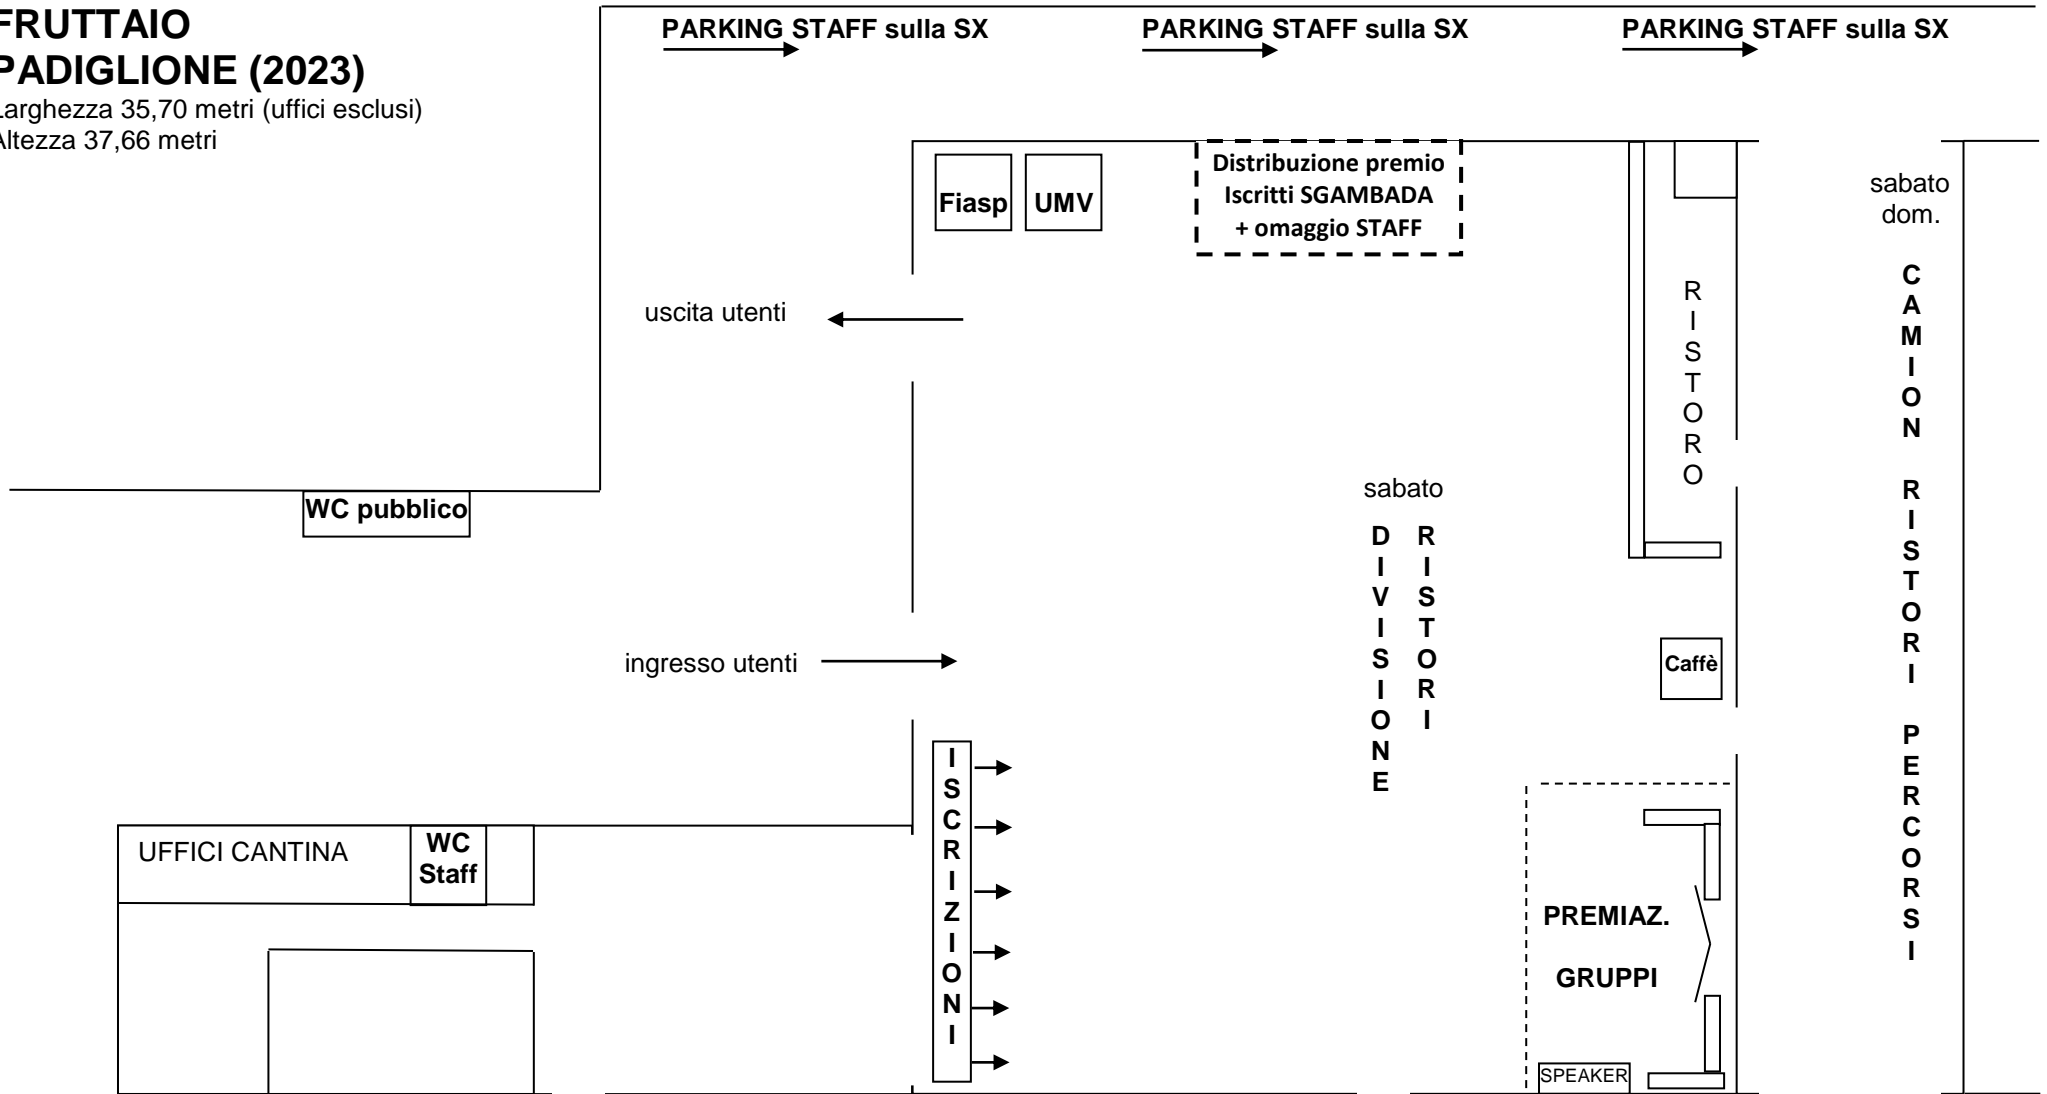 FRUTTAIO
PADIGLIONE (2023)
Larghezza 35,70 metri (uffici esclusi)
Altezza 37,66 metri
PARKING STAFF sulla SX
PARKING STAFF sulla SX
PARKING STAFF sulla SX
Fiasp
UMV
Distribuzione premio
Iscritti SGAMBADA
+ omaggio STAFF
RISTORO
sabato
dom.
CAMION RISTORI PERCORSI
uscita utenti
WC pubblico
sabato
DIVISIONE
RISTORI
ingresso utenti
Caffè
ISCRIZIONI
UFFICI CANTINA
WC
Staff
PREMIAZ.
GRUPPI
SPEAKER